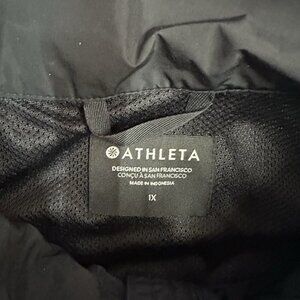 ATHLETA
DESIGNED IN SAN FRANCISCO
CONÇU À SAN FRANCISCO
MADE IN INDONESIA
1X